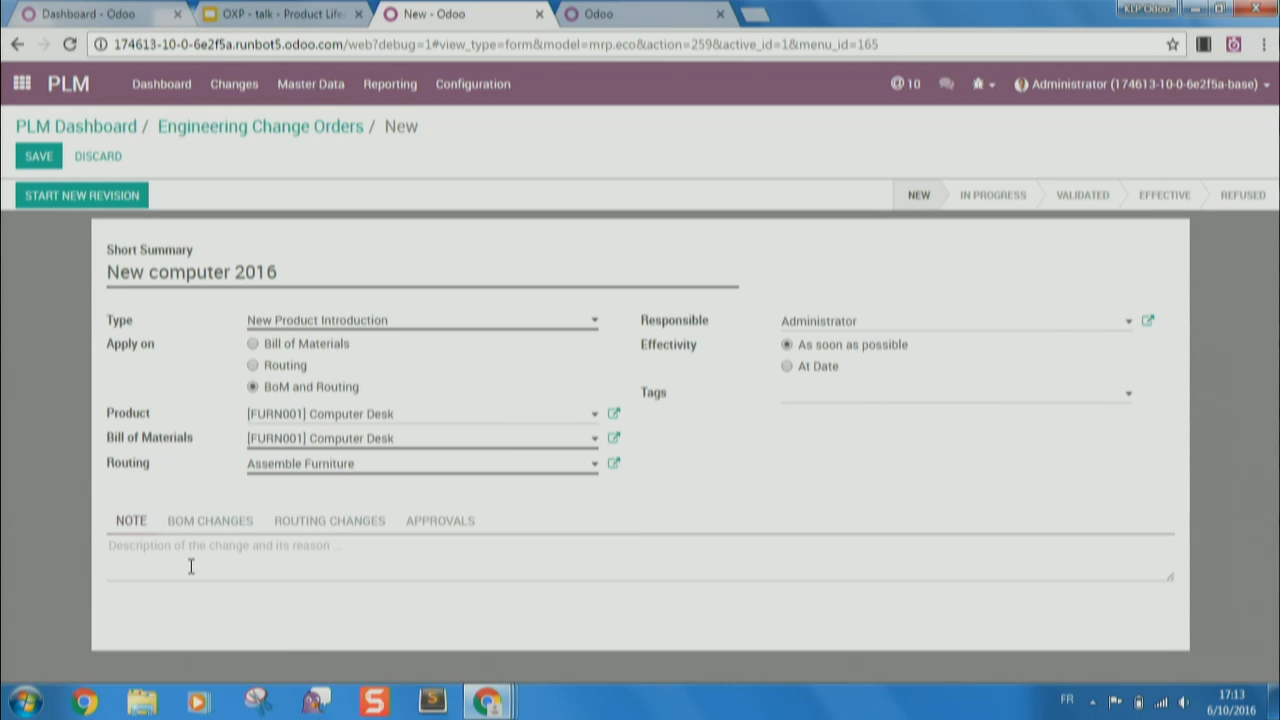 Dashboard - Odoo
OXP - talk - Product Life
New - Odoo
Odoo
KLP Odoo
174613-10-0-6e2f5a.runbot5.odoo.com/web?debug=1#view_type=form&model=mrp.eco&action=259&active_id=1&menu_id=165
PLM Dashboard Changes Master Data Reporting Configuration @ 10 Administrator (174613-10-0-6e2f5a-base)
PLM Dashboard / Engineering Change Orders / New
SAVE DISCARD
START NEW REVISION NEW IN PROGRESS VALIDATED EFFECTIVE REFUSED
Short Summary
New computer 2016
Type New Product Introduction
Apply on Bill of Materials
Routing
BoM and Routing
Product [FURN001] Computer Desk
Bill of Materials [FURN001] Computer Desk
Routing Assemble Furniture
Responsible Administrator
Effectivity As soon as possible
At Date
Tags
NOTE BOM CHANGES ROUTING CHANGES APPROVALS
Description of the change and its reason ...
S
S
FR
17:13
6/10/2016